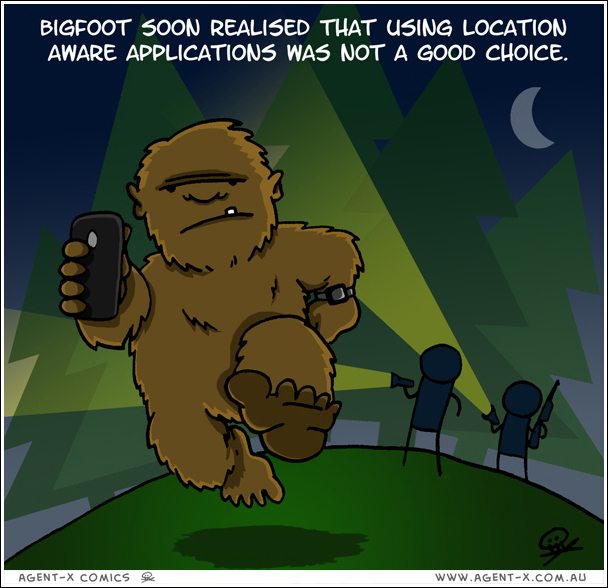 BIGFOOT SOON REALISED THAT USING LOCATION
AWARE APPLICATIONS WAS NOT A GOOD CHOICE.
AGENT-X COMICS
WWW.AGENT-X.COM.AU